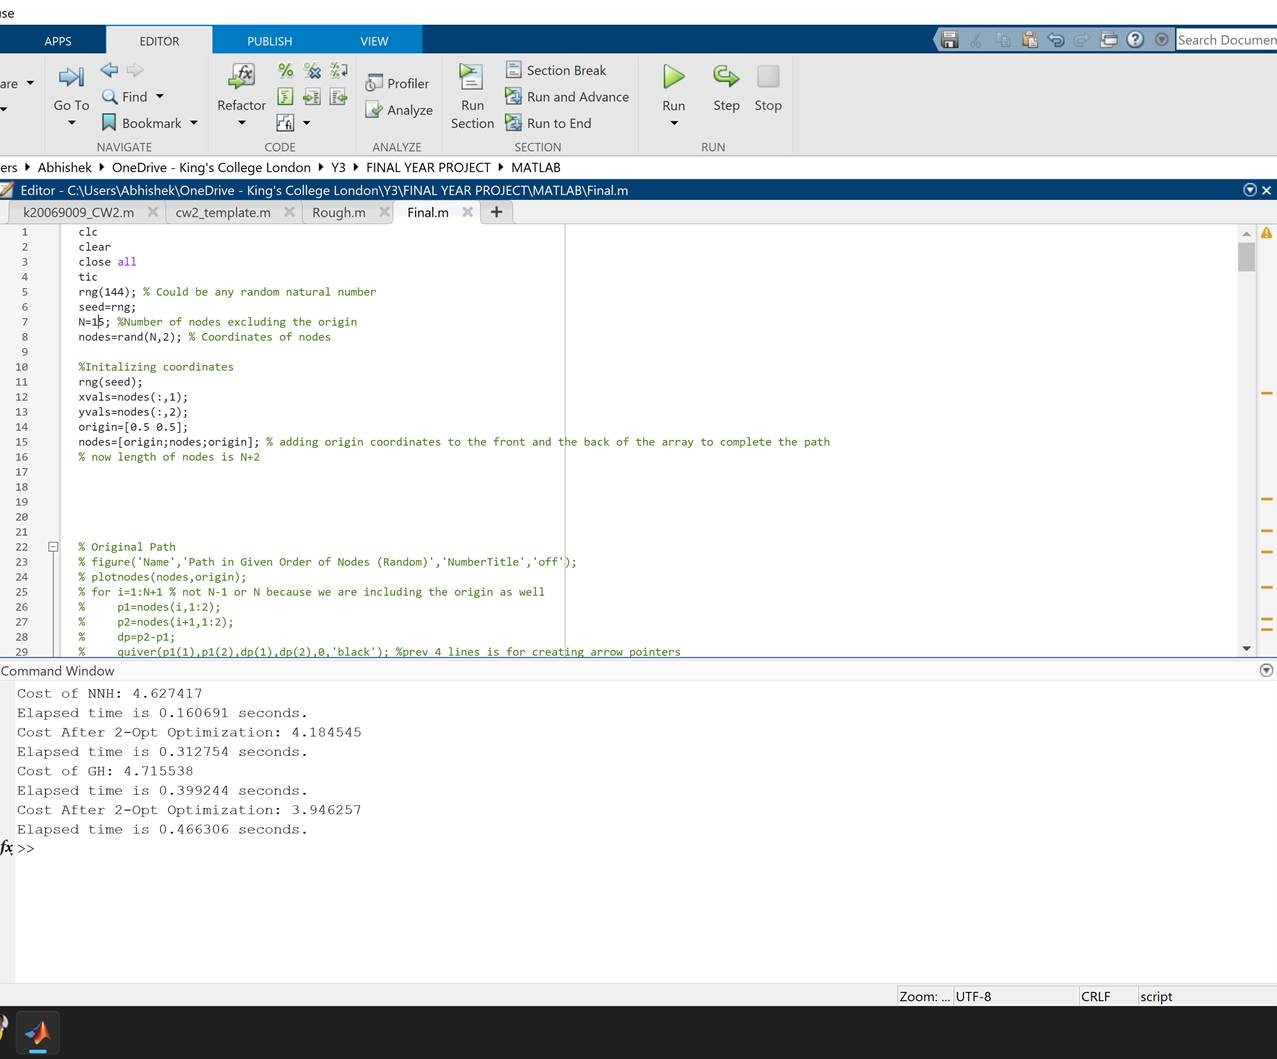 use
APPS EDITOR PUBLISH VIEW Search Documen
are Go To Find Bookmark Refactor fx Profiler Analyze Run Section Section Break Run and Advance Run to End Run Step Stop
NAVIGATE CODE ANALYZE SECTION RUN
ers Abhishek OneDrive - King's College London Y3 FINAL YEAR PROJECT MATLAB
Editor - C:\Users\Abhishek\OneDrive - King's College London\Y3\FINAL YEAR PROJECT\MATLAB\Final.m
k20069009_CW2.m cw2_template.m Rough.m Final.m
1 clc
2 clear
3 close all
4 tic
5 rng(144); % Could be any random natural number
6 seed=rng;
7 N=15; %Number of nodes excluding the origin
8 nodes=rand(N,2); % Coordinates of nodes
9
10 %Initalizing coordinates
11 rng(seed);
12 xvals=nodes(:,1);
13 yvals=nodes(:,2);
14 origin=[0.5 0.5];
15 nodes=[origin;nodes;origin]; % adding origin coordinates to the front and the back of the array to complete the path
16 % now length of nodes is N+2
17
18
19
20
21
22 % Original Path
23 % figure('Name','Path in Given Order of Nodes (Random)','NumberTitle','off');
24 % plotnodes(nodes,origin);
25 % for i=1:N+1 % not N-1 or N because we are including the origin as well
26 % p1=nodes(i,1:2);
27 % p2=nodes(i+1,1:2);
28 % dp=p2-p1;
29 % quiver(p1(1),p1(2),dp(1),dp(2),0,'black'); %prev 4 lines is for creating arrow pointers
Command Window
Cost of NNH: 4.627417
Elapsed time is 0.160691 seconds.
Cost After 2-Opt Optimization: 4.184545
Elapsed time is 0.312754 seconds.
Cost of GH: 4.715538
Elapsed time is 0.399244 seconds.
Cost After 2-Opt Optimization: 3.946257
Elapsed time is 0.466306 seconds.
fx >>
Zoom: ... UTF-8 CRLF script